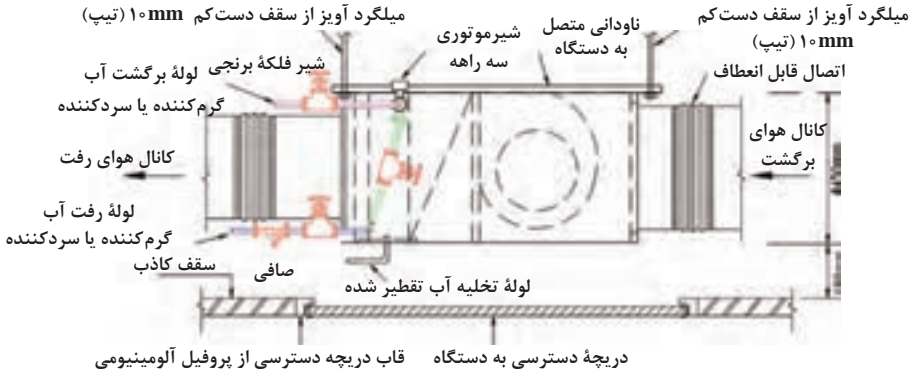 میلگرد آویز از سقف دست‌کم ۱۰mm (تیپ)
میلگرد آویز از سقف دست‌کم
۱۰mm (تیپ)
ناودانی متصل
به دستگاه
شیرموتوری
سه راهه
شیر فلکهٔ برنجی
لولهٔ برگشت آب
گرم‌کننده یا سردکننده
اتصال قابل انعطاف
کانال هوای
برگشت
کانال هوای رفت
لولهٔ رفت آب
گرم‌کننده یا سردکننده
صافی
سقف کاذب
لولهٔ تخلیه آب تقطیر شده
دریچهٔ دسترسی به دستگاه
قاب دریچه دسترسی از پروفیل آلومینیومی